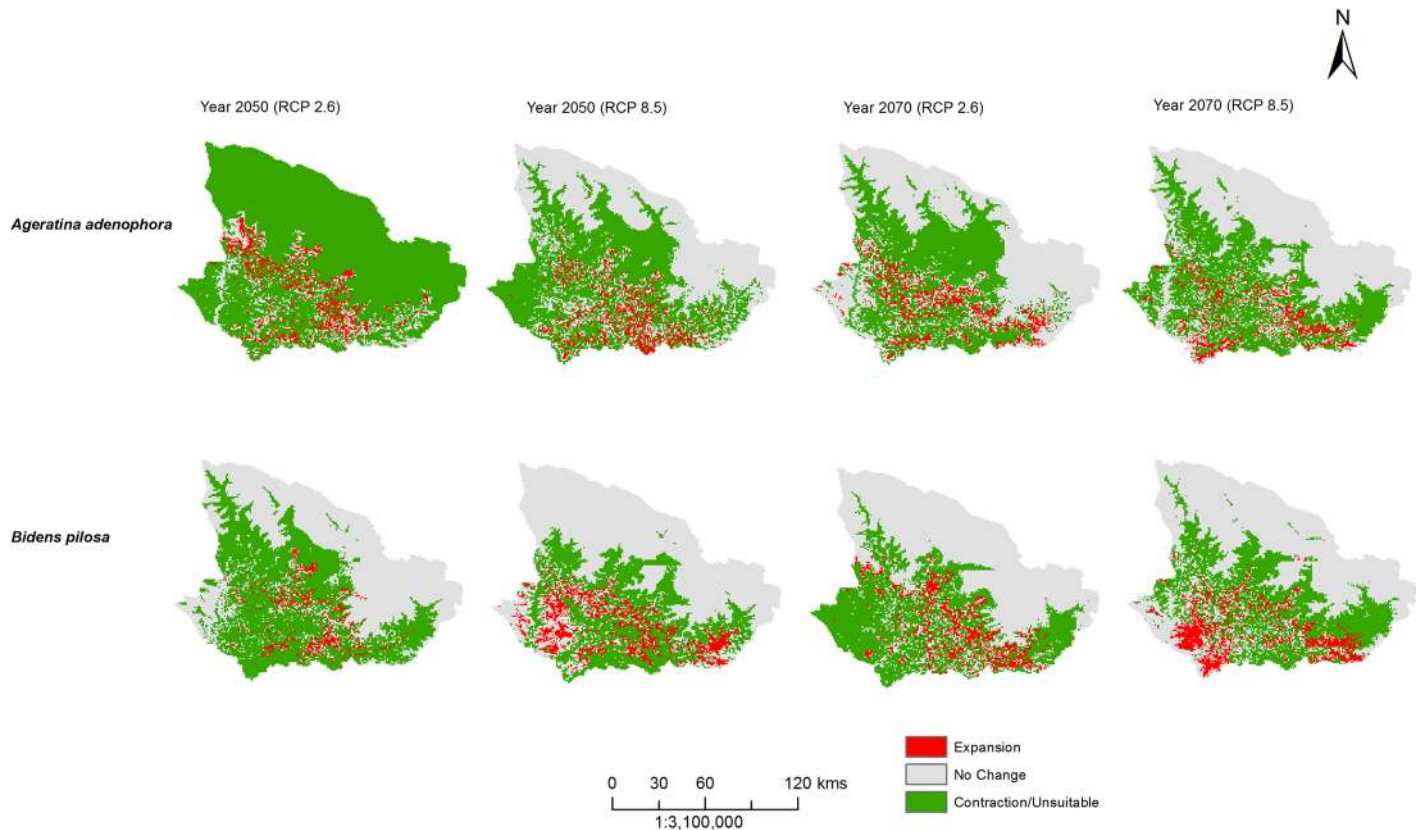 N
Year 2050 (RCP 2.6)
Year 2050 (RCP 8.5)
Year 2070 (RCP 2.6)
Year 2070 (RCP 8.5)
Ageratina adenophora
Bidens pilosa
Expansion
No Change
Contraction/Unsuitable
0 30 60 120 kms
1:3,100,000